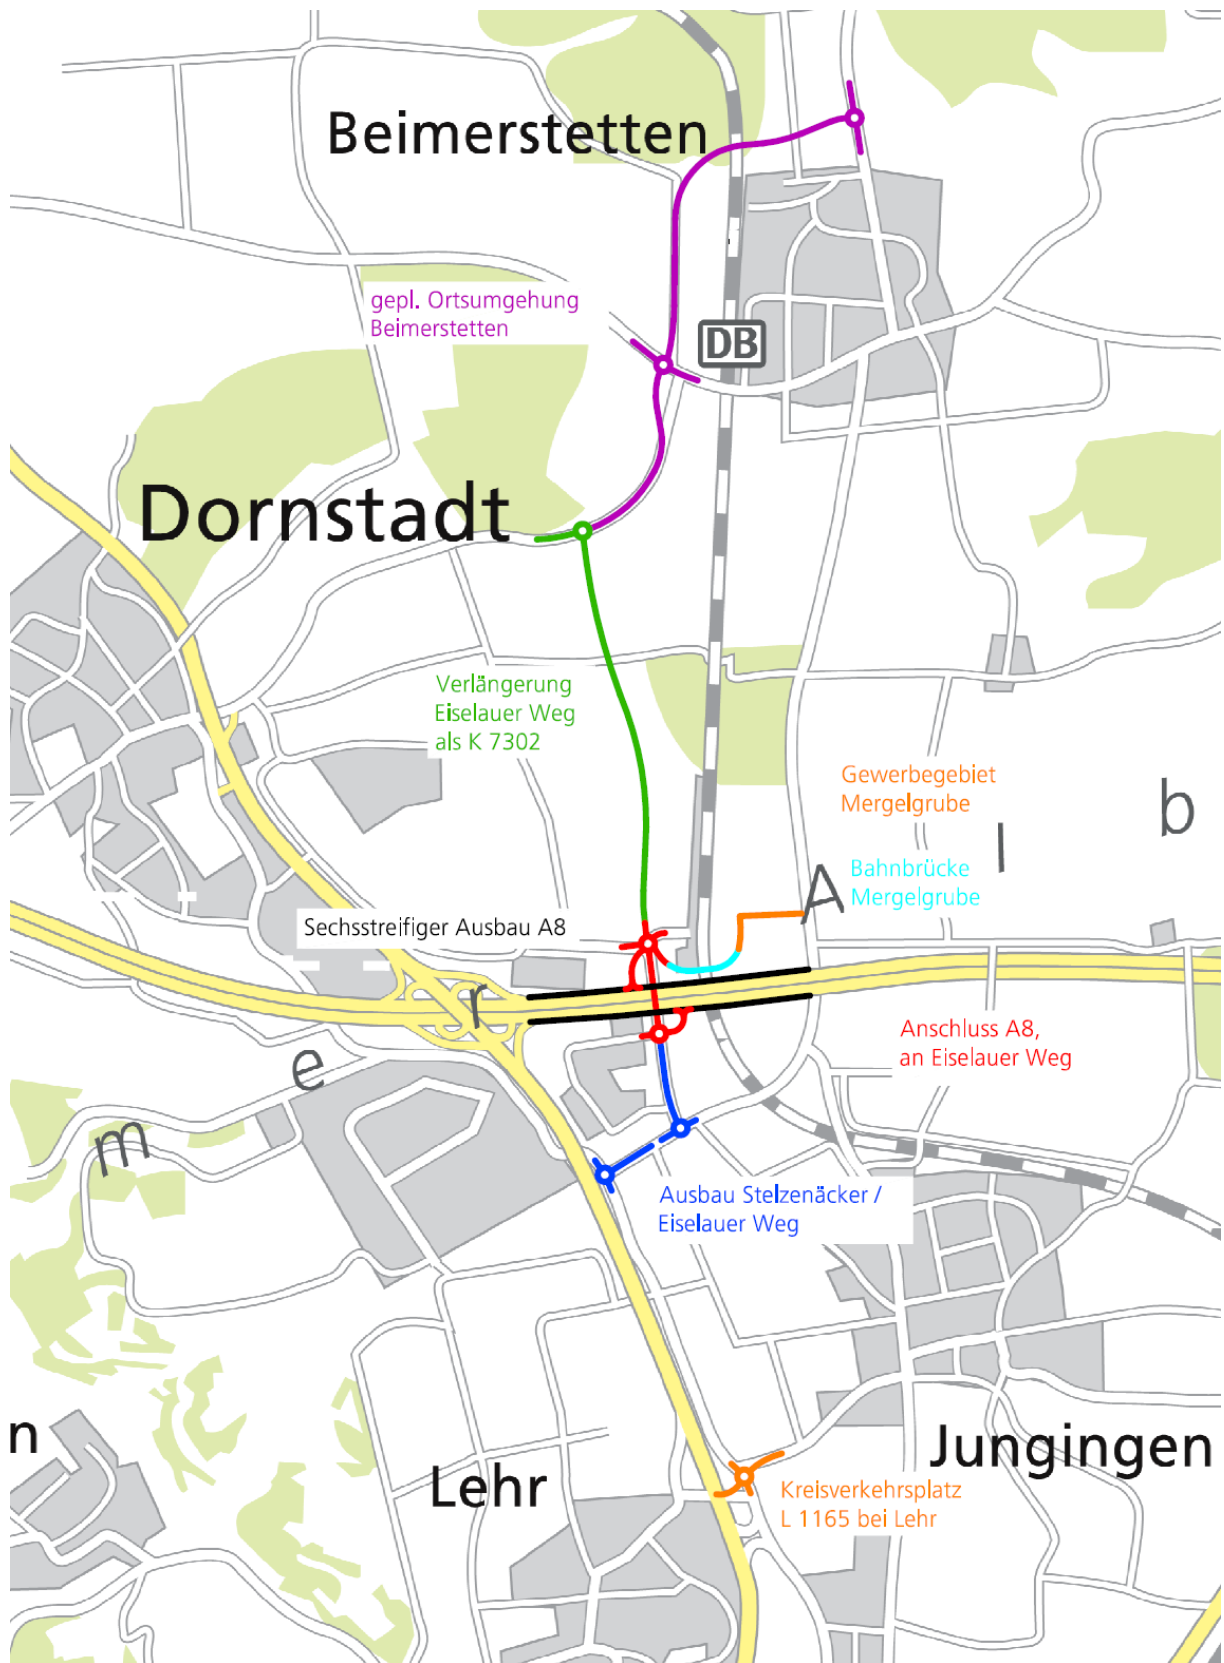 Beimerstetten
gepl. Ortsumgehung
Beimerstetten
DB
Dornstadt
Verlängerung
Eiselauer Weg
als K 7302
Gewerbegebiet
Mergelgrube
b
l
A
Bahnbrücke
Mergelgrube
Sechsstreifiger Ausbau A8
r
e
m
Anschluss A8,
an Eiselauer Weg
Ausbau Stelzenäcker /
Eiselauer Weg
n
Jungingen
Lehr
Kreisverkehrsplatz
L 1165 bei Lehr